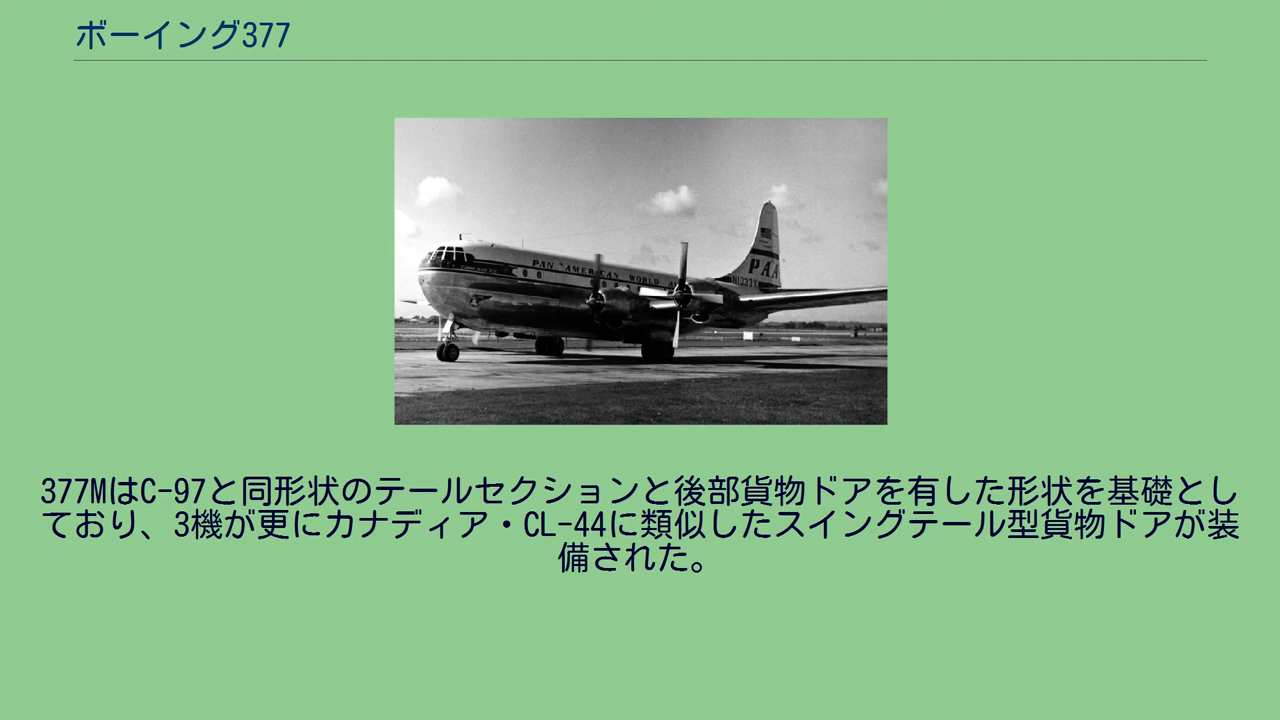 ボーイング377
PAN AMERICAN WORLD
PAA
N1033V
377MはC-97と同形状のテールセクションと後部貨物ドアを有した形状を基礎とし
ており、3機が更にカナディア・CL-44に類似したスイングテール型貨物ドアが装
備された。